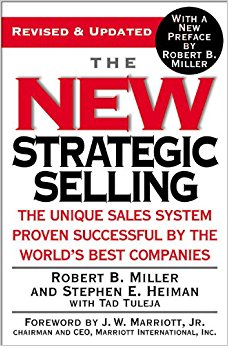 REVISED & UPDATED
WITH A
NEW
PREFACE BY
ROBERT B.
MILLER
THE
NEW
STRATEGIC
SELLING
THE UNIQUE SALES SYSTEM
PROVEN SUCCESSFUL BY THE
WORLD'S BEST COMPANIES
ROBERT B. MILLER
AND STEPHEN E. HEIMAN
WITH TAD TULEJA
FOREWORD BY J. W. MARRIOTT, JR.
CHAIRMAN AND CEO, MARRIOTT INTERNATIONAL, INC.